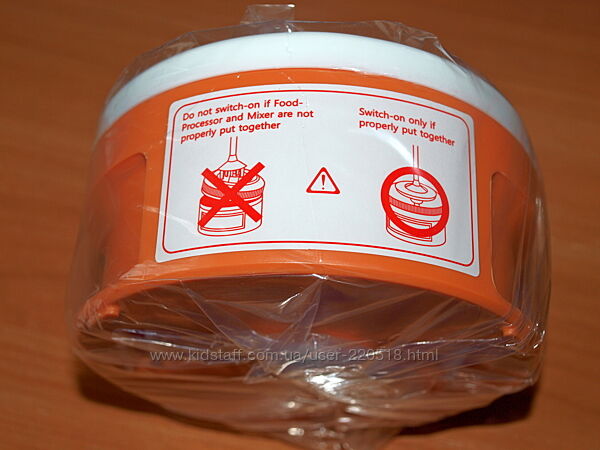 Do not switch-on if Food-
Processor and Mixer are not
properly put together
Switch-on only if
properly put together
www.kidstaff.com.ua/user-220518.html